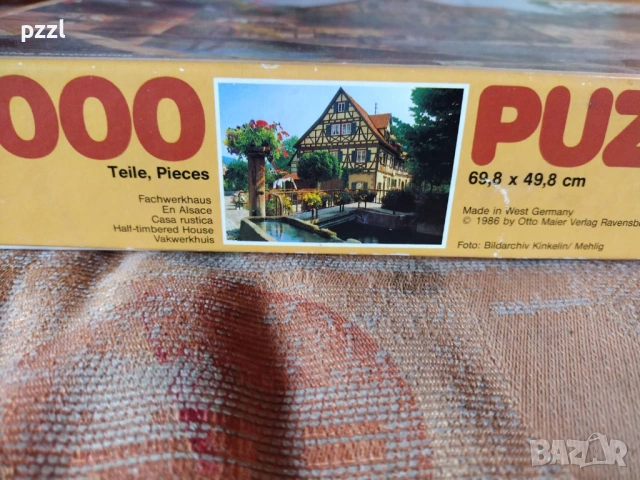 pzzl
000
Teile, Pieces
Fachwerkhaus
En Alsace
Casa rustica
Half-timbered House
Vakwerkhuis
PUZ
69,8 x 49,8 cm
Made in West Germany
© 1986 by Otto Maier Verlag Ravensb
Foto: Bildarchiv Kinkelin/ Mehlig
BAZAR